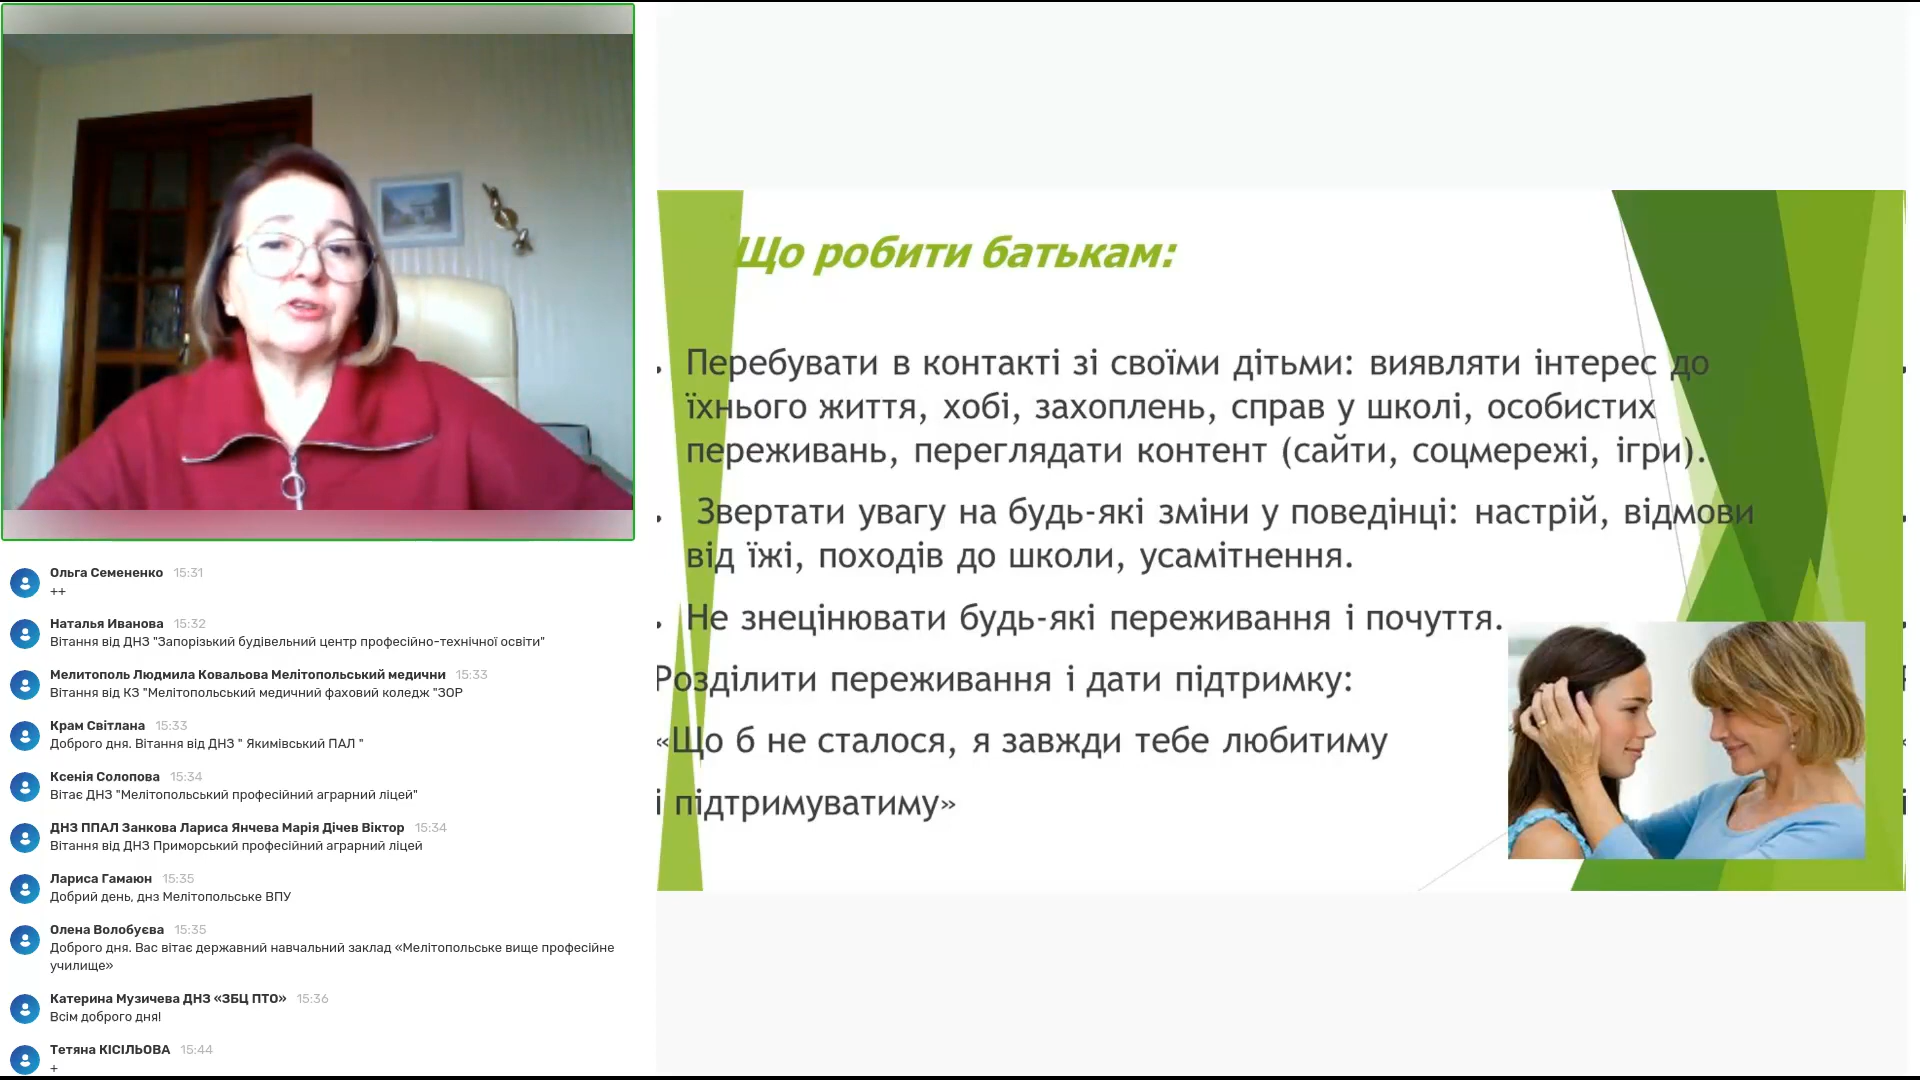 Що робити батькам:
Перебувати в контакті зі своїми дітьми: виявляти інтерес до
їхнього життя, хобі, захоплень, справ у школі, особистих
переживань, переглядати контент (сайти, соцмережі, ігри).
Звертати увагу на будь-які зміни у поведінці: настрій, відмови
від їжі, походів до школи, усамітнення.
Не знецінювати будь-які переживання і почуття.
Розділити переживання і дати підтримку:
«Що б не сталося, я завжди тебе любитиму
і підтримуватиму»
Ольга Семененко 15:31
++
Наталья Иванова 15:32
Вітання від ДНЗ "Запорізький будівельний центр професійно-технічної освіти"
Мелитополь Людмила Ковальова Мелітопольський медични 15:33
Вітання від КЗ "Мелітопольський медичний фаховий коледж "ЗОР
Крам Світлана 15:33
Доброго дня. Вітання від ДНЗ " Якимівський ПАЛ "
Ксенія Солопова 15:34
Вітає ДНЗ "Мелітопольський професійний аграрний ліцей"
ДНЗ ППАЛ Занкова Лариса Янчева Марія Дічев Віктор 15:34
Вітання від ДНЗ Приморський професійний аграрний ліцей
Лариса Гамаюн 15:35
Добрий день, днз Мелітопольське ВПУ
Олена Волобуєва 15:35
Доброго дня. Вас вітає державний навчальний заклад «Мелітопольське вище професійне
училище»
Катерина Музичева ДНЗ «ЗБЦ ПТО» 15:36
Всім доброго дня!
Тетяна КІСІЛЬОВА 15:44
+